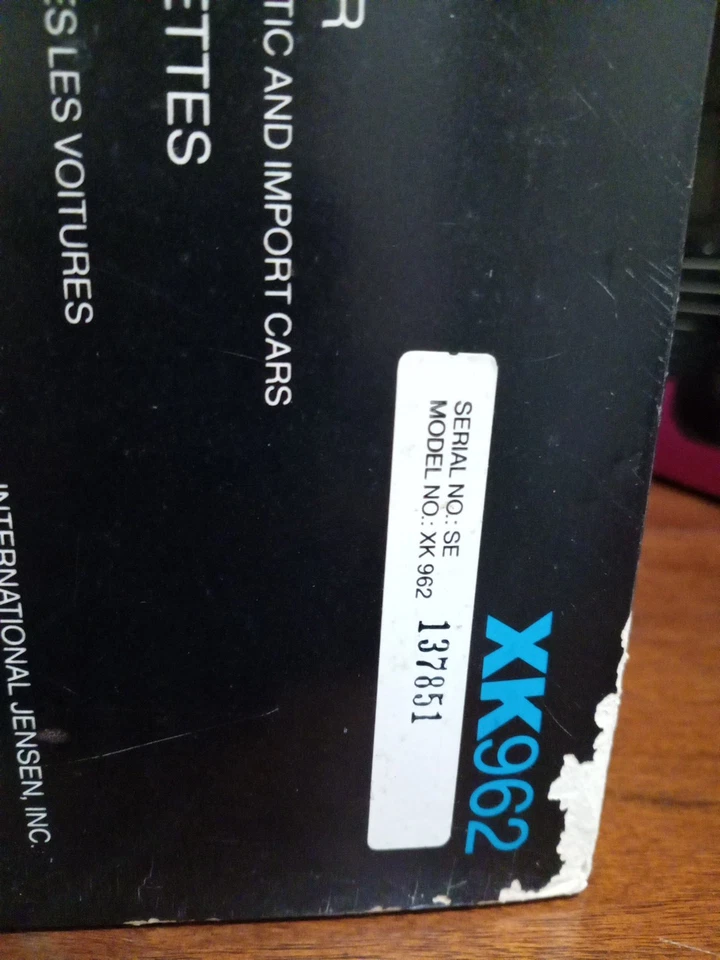 XK962
SERIAL NO.: SE
MODEL NO.: XK 962 137851
TIC AND IMPORT CARS
ETTES
ES LES VOITURES
INTERNATIONAL JENSEN, INC.